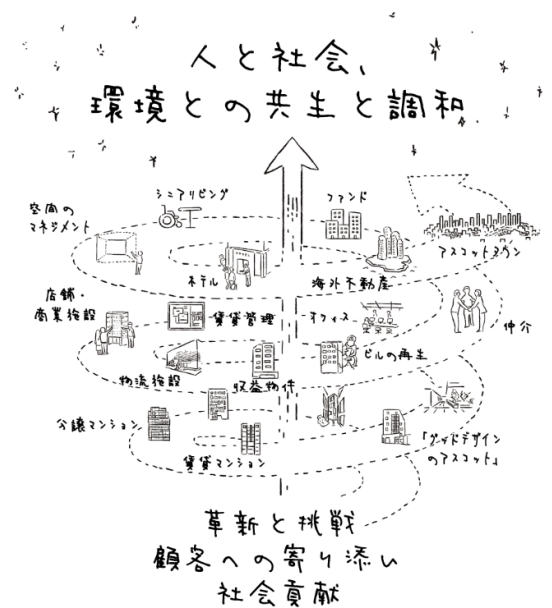 人と社会、
環境との共生と調和
シニアリビング
ファンド
空間の
マネジメント
アスコットタウン
ホテル
海外不動産
店舗・
商業施設
賃貸管理
オフィス
仲介
物流施設
収益物件
ビルの再生
分譲マンション
賃貸マンション
「グッドデザイン
のアスコット」
革新と挑戦
顧客への寄り添い
社会貢献